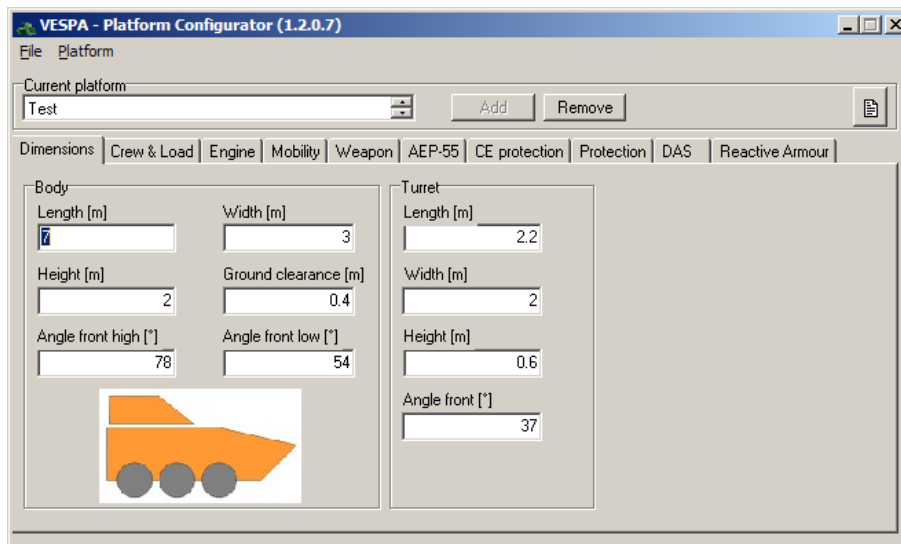 VESPA - Platform Configurator (1.2.0.7)
File Platform
Current platform
Test
Add Remove
Dimensions Crew & Load Engine Mobility Weapon AEP-55 CE protection Protection DAS Reactive Armour
Body
Length [m] Width [m]
7 3
Height [m] Ground clearance [m]
2 0.4
Angle front high [°] Angle front low [°]
78 54
Turret
Length [m]
2.2
Width [m]
2
Height [m]
0.6
Angle front [°]
37